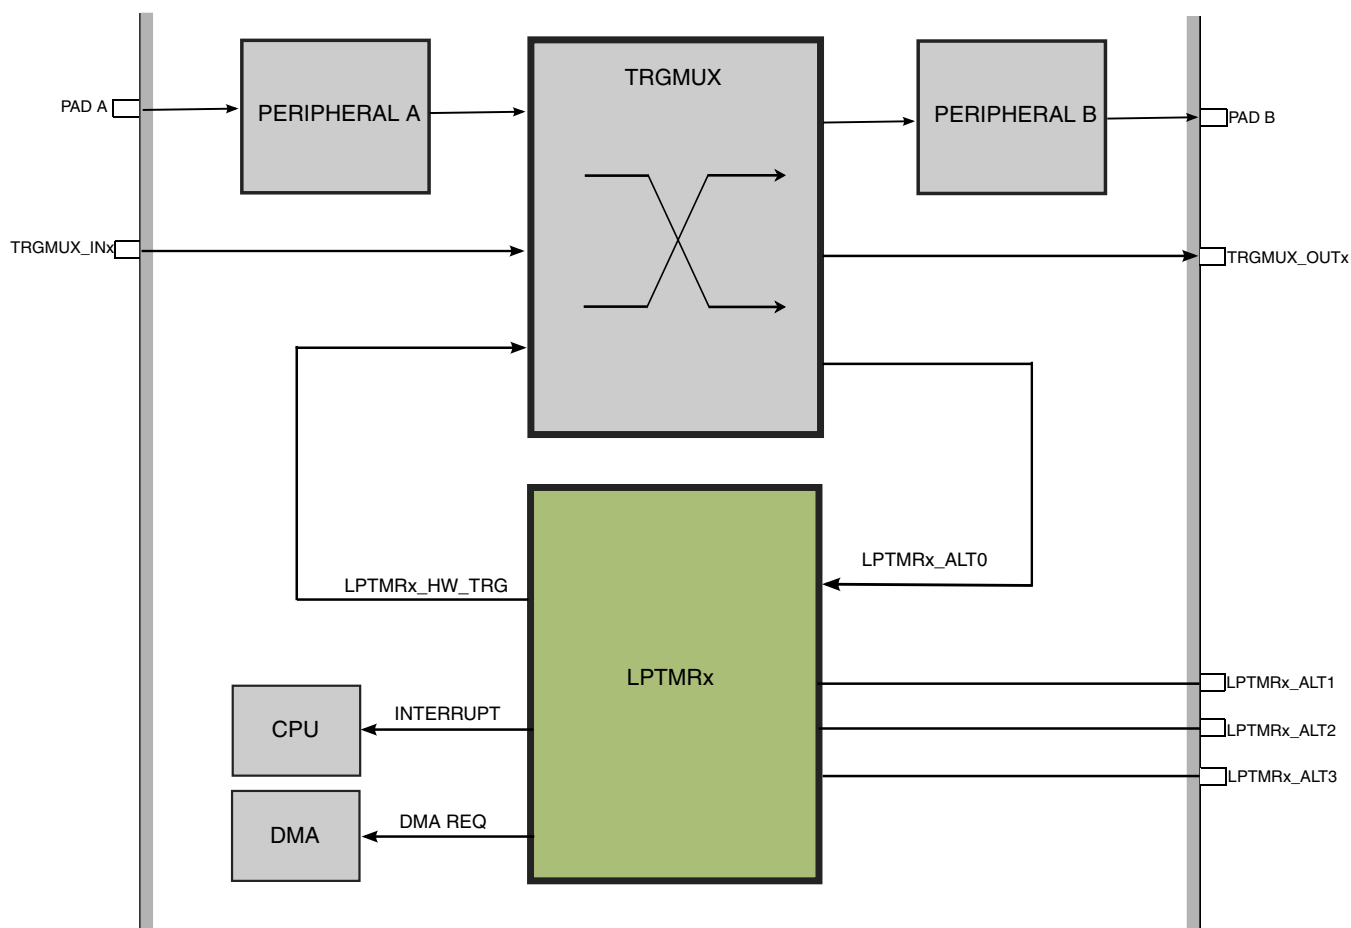 TRGMUX
PAD A
PERIPHERAL A
PERIPHERAL B
PAD B
TRGMUX_INx
TRGMUX_OUTx
LPTMRx_ALT0
LPTMRx_HW_TRG
LPTMRx
LPTMRx_ALT1
INTERRUPT
CPU
LPTMRx_ALT2
LPTMRx_ALT3
DMA REQ
DMA